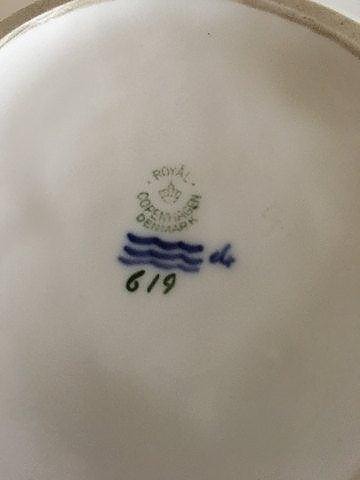 ROYAL
COPENHAGEN
DENMARK
619